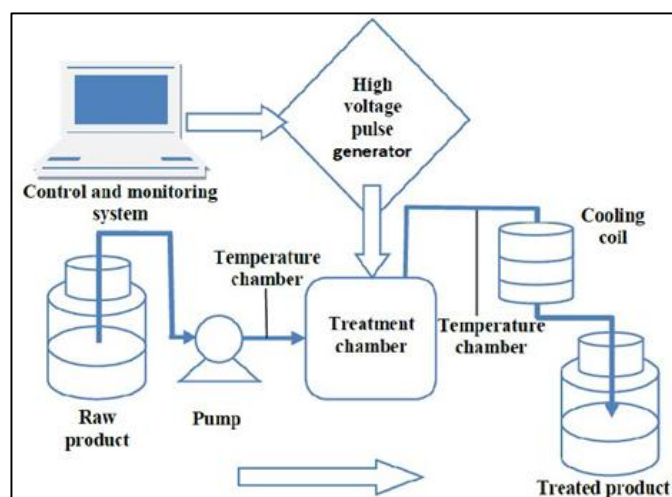 High
voltage
pulse
generator
Control and monitoring
system
Cooling
coil
Temperature
chamber
Treatment
chamber
Temperature
chamber
Raw
product
Pump
Treated product